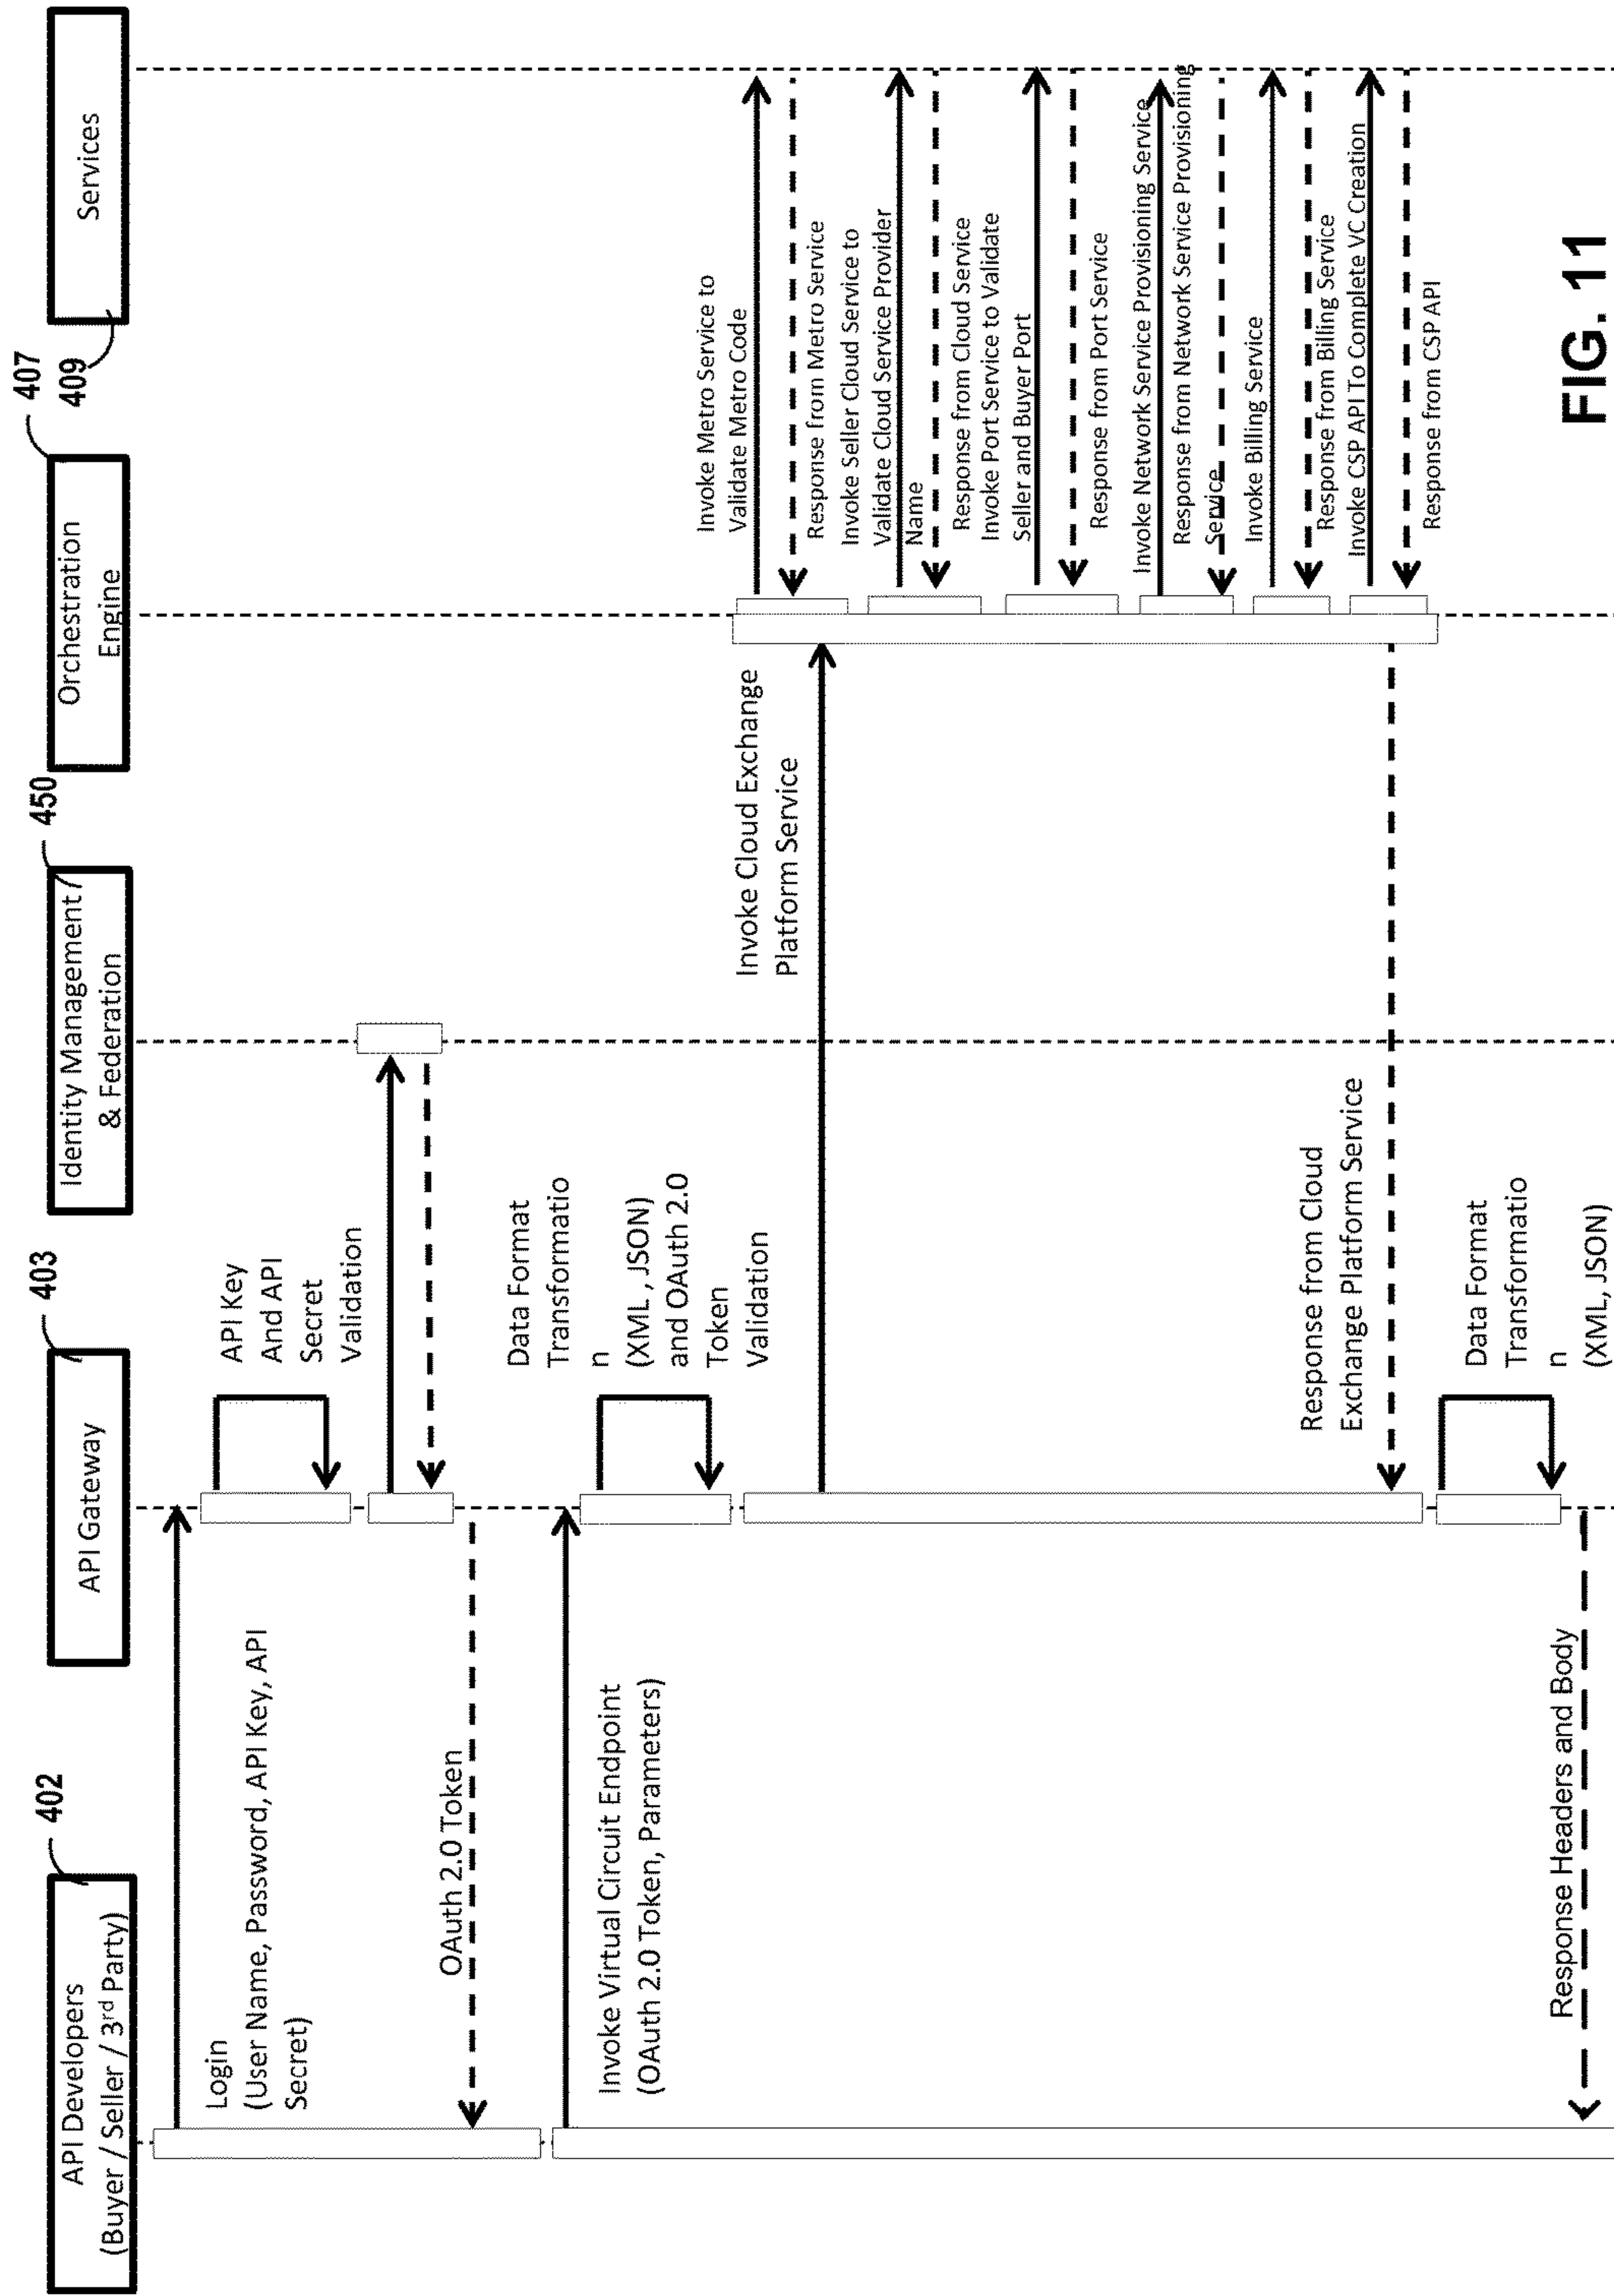 402
403
450
407
409
API Developers
(Buyer / Seller / 3rd Party)
API Gateway
Identity Management
& Federation
Orchestration
Engine
Services
Login
(User Name, Password, API Key, API
Secret)
API Key
And API
Secret
Validation
OAuth 2.0 Token
Invoke Virtual Circuit Endpoint
(OAuth 2.0 Token, Parameters)
Data Format
Transformatio
n
(XML, JSON)
and OAuth 2.0
Token
Validation
Invoke Cloud Exchange
Platform Service
Invoke Metro Service to
Validate Metro Code
Response from Metro Service
Invoke Seller Cloud Service to
Validate Cloud Service Provider
Name
Response from Cloud Service
Invoke Port Service to Validate
Seller and Buyer Port
Response from Port Service
Invoke Network Service Provisioning Service
Response from Network Service Provisioning
Service
Invoke Billing Service
Response from Billing Service
Invoke CSP API To Complete VC Creation
Response from CSP API
Response from Cloud
Exchange Platform Service
Data Format
Transformatio
n
(XML, JSON)
Response Headers and Body
FIG. 11